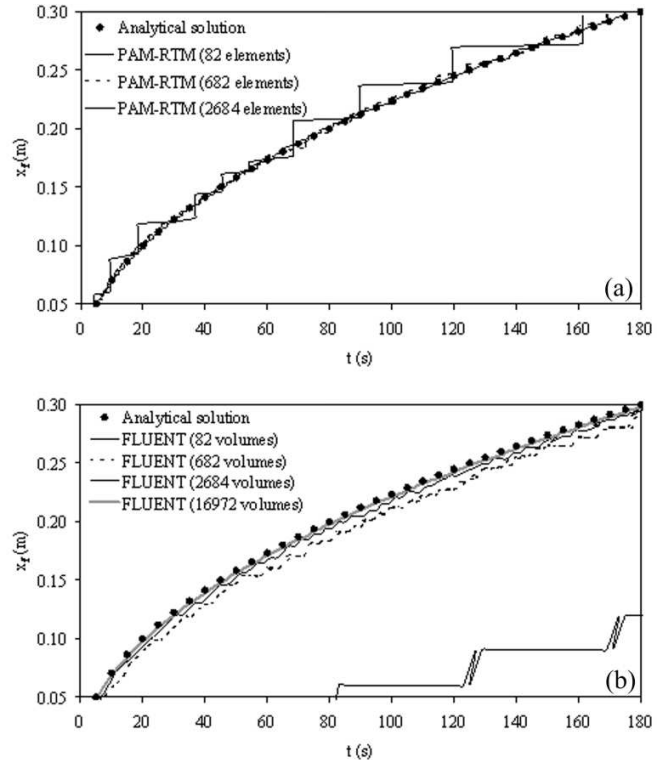 0.30
0.25
0.20
0.15
0.10
0.05
x_f (m)
Analytical solution
PAM-RTM (82 elements)
PAM-RTM (682 elements)
PAM-RTM (2684 elements)
(a)
0 20 40 60 80 100 120 140 160 180
t (s)
0.30
0.25
0.20
0.15
0.10
0.05
x_f (m)
Analytical solution
FLUENT (82 volumes)
FLUENT (682 volumes)
FLUENT (2684 volumes)
FLUENT (16972 volumes)
(b)
0 20 40 60 80 100 120 140 160 180
t (s)